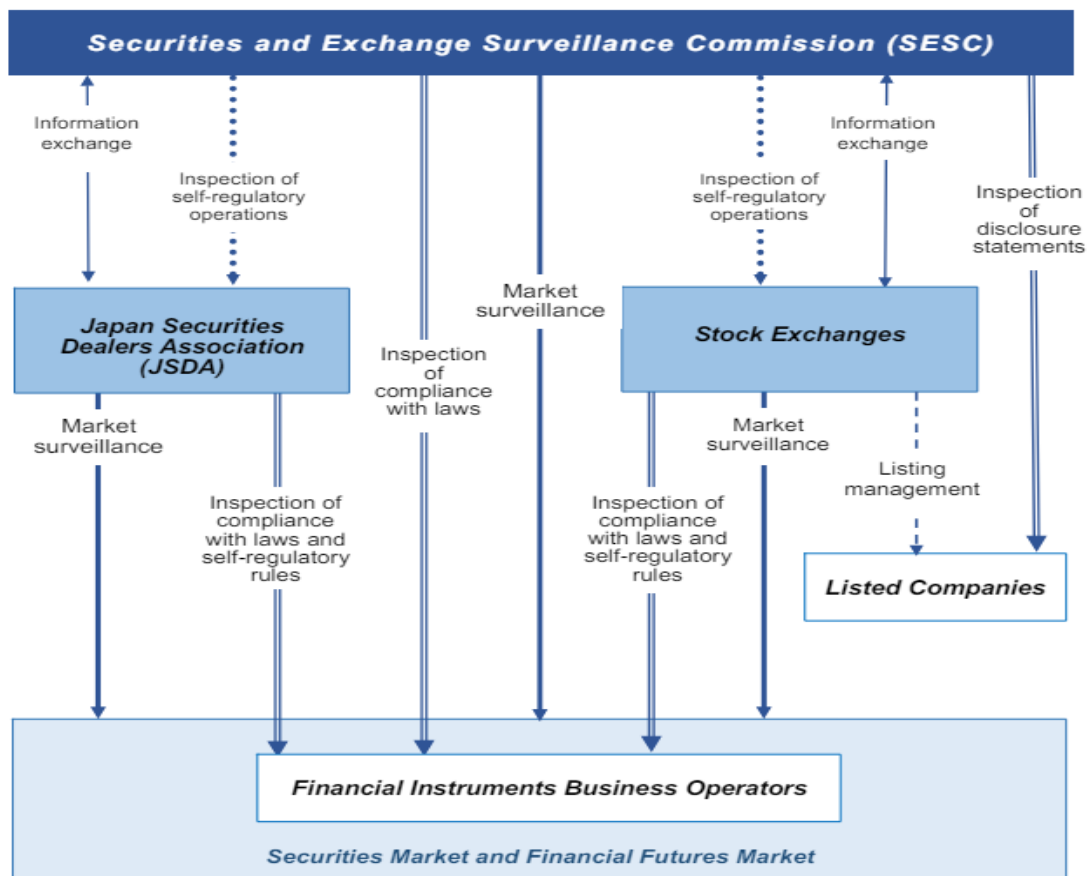 Securities and Exchange Surveillance Commission (SESC)
Information
exchange
Inspection of
self-regulatory
operations
Inspection
of
compliance
with laws
Market
surveillance
Inspection of
self-regulatory
operations
Information
exchange
Inspection
of
disclosure
statements
Japan Securities
Dealers Association
(JSDA)
Stock Exchanges
Market
surveillance
Inspection of
compliance
with laws and
self-regulatory
rules
Inspection of
compliance
with laws and
self-regulatory
rules
Market
surveillance
Listing
management
Listed Companies
Financial Instruments Business Operators
Securities Market and Financial Futures Market